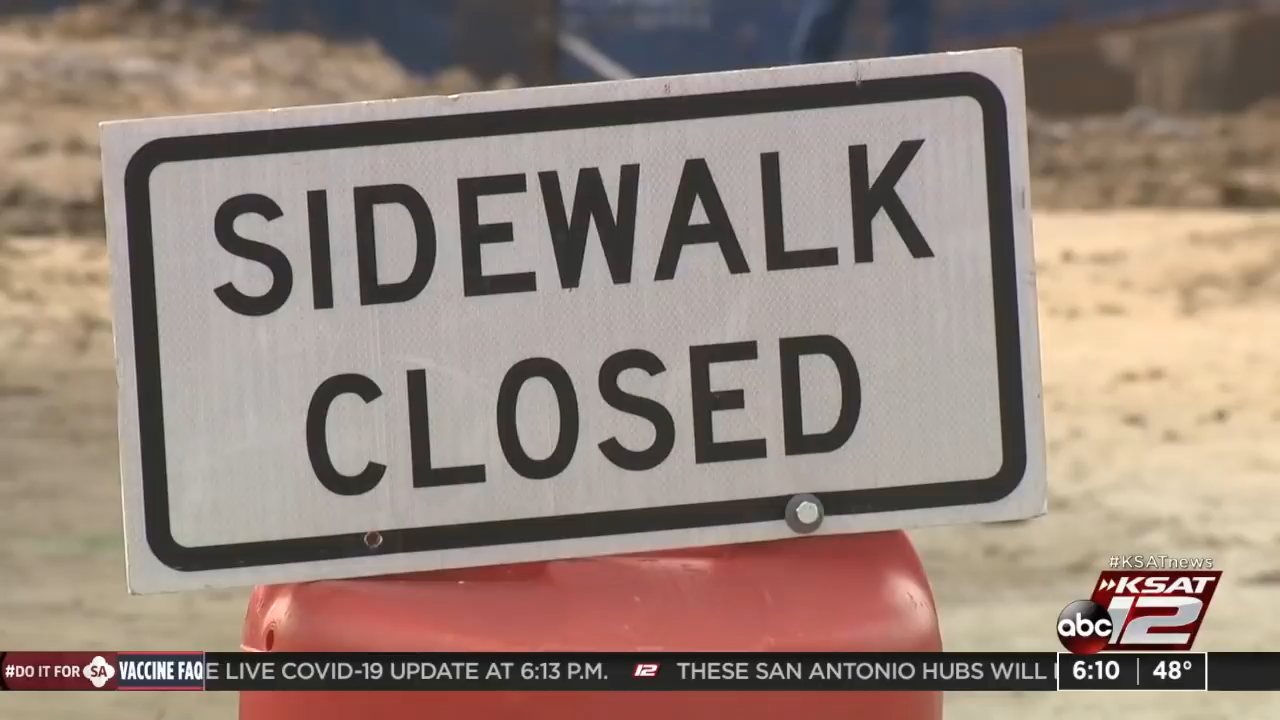 SIDEWALK
CLOSED
#KSATnews
KSAT
abc 12
#DO IT FOR SA VACCINE FAQ E LIVE COVID-19 UPDATE AT 6:13 P.M. 12 THESE SAN ANTONIO HUBS WILL 6:10 48°